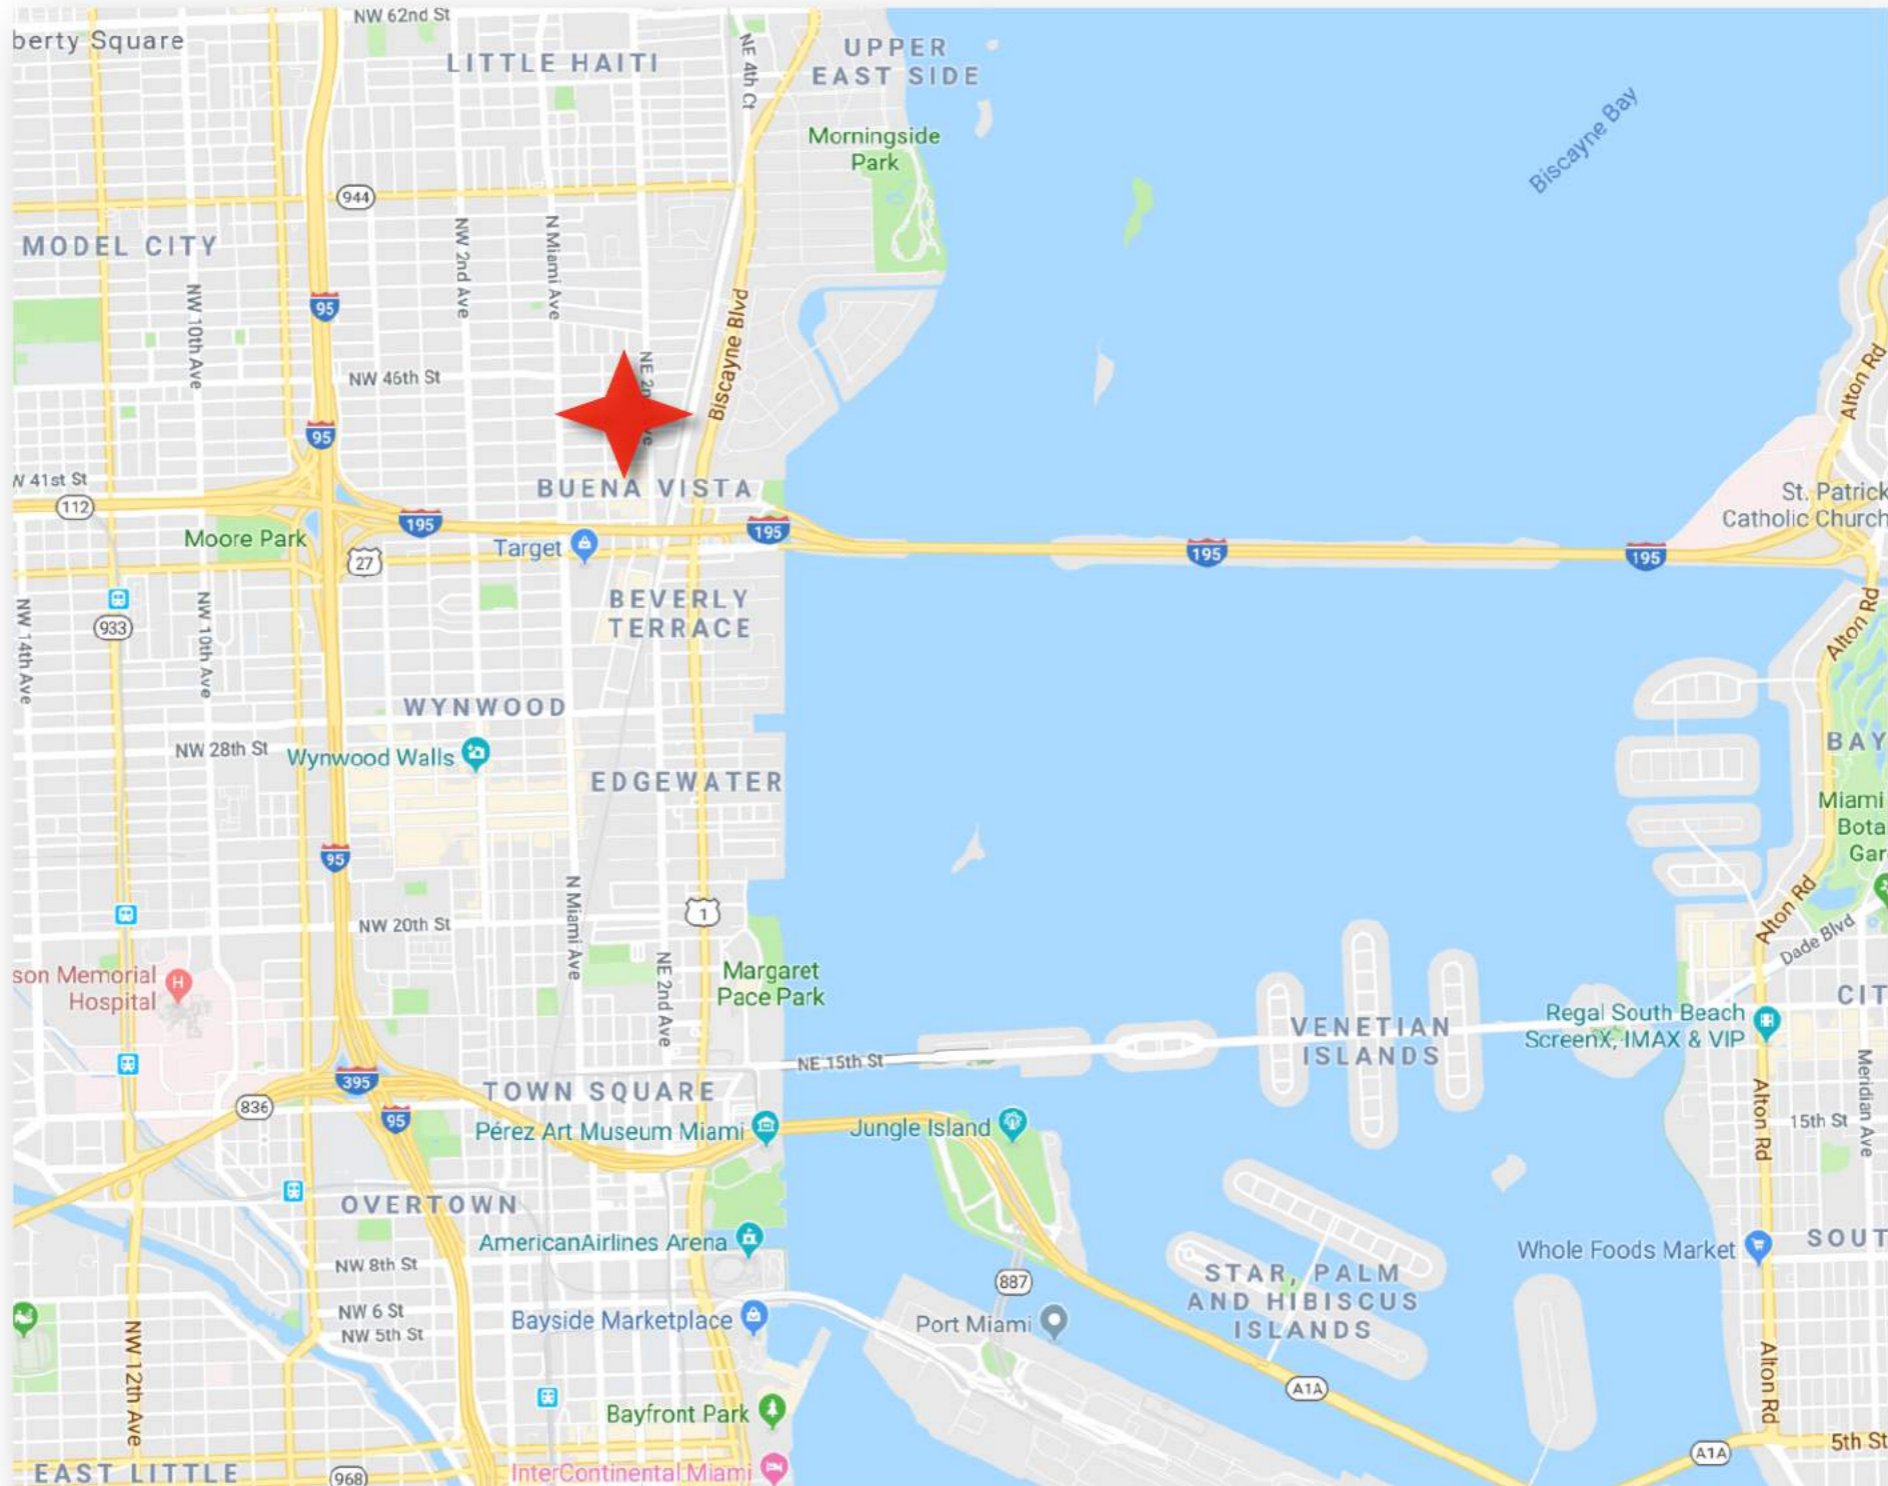 NW 62nd St
berty Square
LITTLE HAITI
NE 4th Ct
UPPER
EAST SIDE
Biscayne Bay
Morningside
Park
944
MODEL CITY
NW 2nd Ave
N Miami Ave
NW 10th Ave
95
Biscayne Blvd
NW 46th St
NE 2n
ve
Alton Rd
95
W 41st St
BUENA VISTA
St. Patrick
Catholic Church
112
195
195
195
195
Moore Park
Target
27
NW 14th Ave
933
NW 10th Ave
BEVERLY
TERRACE
Alton Rd
WYNWOOD
NW 28th St
Wynwood Walls
BAY
EDGEWATER
Miami
Bota
Gar
95
N Miami Ave
1
NW 20th St
Alton Rd
Dade Blvd
son Memorial
Hospital
H
NE 2nd Ave
Margaret
Pace Park
CIT
Regal South Beach
ScreenX, IMAX & VIP
VENETIAN
ISLANDS
NE 15th St
395
TOWN SQUARE
836
95
Pérez Art Museum Miami
Jungle Island
Alton Rd
15th St
Meridian Ave
OVERTOWN
AmericanAirlines Arena
NW 8th St
Whole Foods Market
SOUT
887
STAR, PALM
AND HIBISCUS
ISLANDS
NW 6 St
NW 5th St
Bayside Marketplace
Port Miami
NW 12th Ave
A1A
Alton Rd
Bayfront Park
A1A
5th St
EAST LITTLE
968
InterContinental Miami